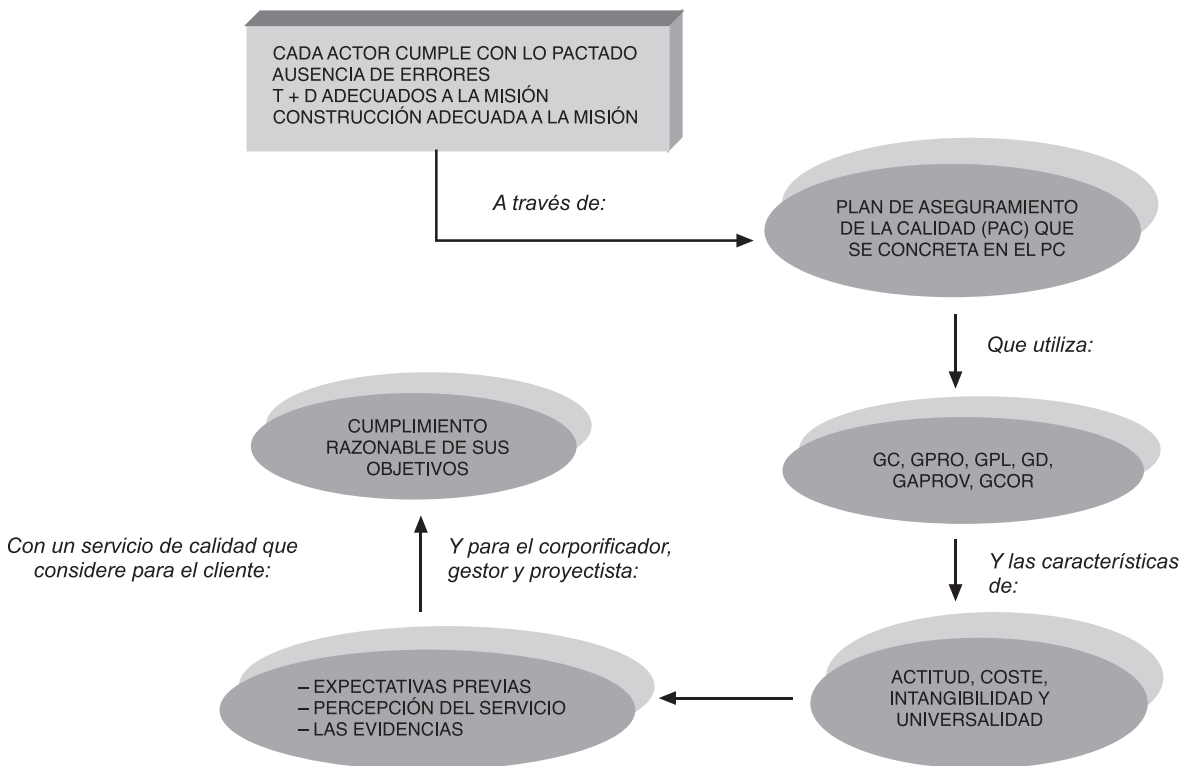 CADA ACTOR CUMPLE CON LO PACTADO
AUSENCIA DE ERRORES
T + D ADECUADOS A LA MISIÓN
CONSTRUCCIÓN ADECUADA A LA MISIÓN
A través de:
PLAN DE ASEGURAMIENTO
DE LA CALIDAD (PAC) QUE
SE CONCRETA EN EL PC
Que utiliza:
GC, GPRO, GPL, GD,
GAPROV, GCOR
Y las características
de:
ACTITUD, COSTE,
INTANGIBILIDAD Y
UNIVERSALIDAD
– EXPECTATIVAS PREVIAS
– PERCEPCIÓN DEL SERVICIO
– LAS EVIDENCIAS
Con un servicio de calidad que
considere para el cliente:
Y para el corporificador,
gestor y proyectista:
CUMPLIMIENTO
RAZONABLE DE SUS
OBJETIVOS